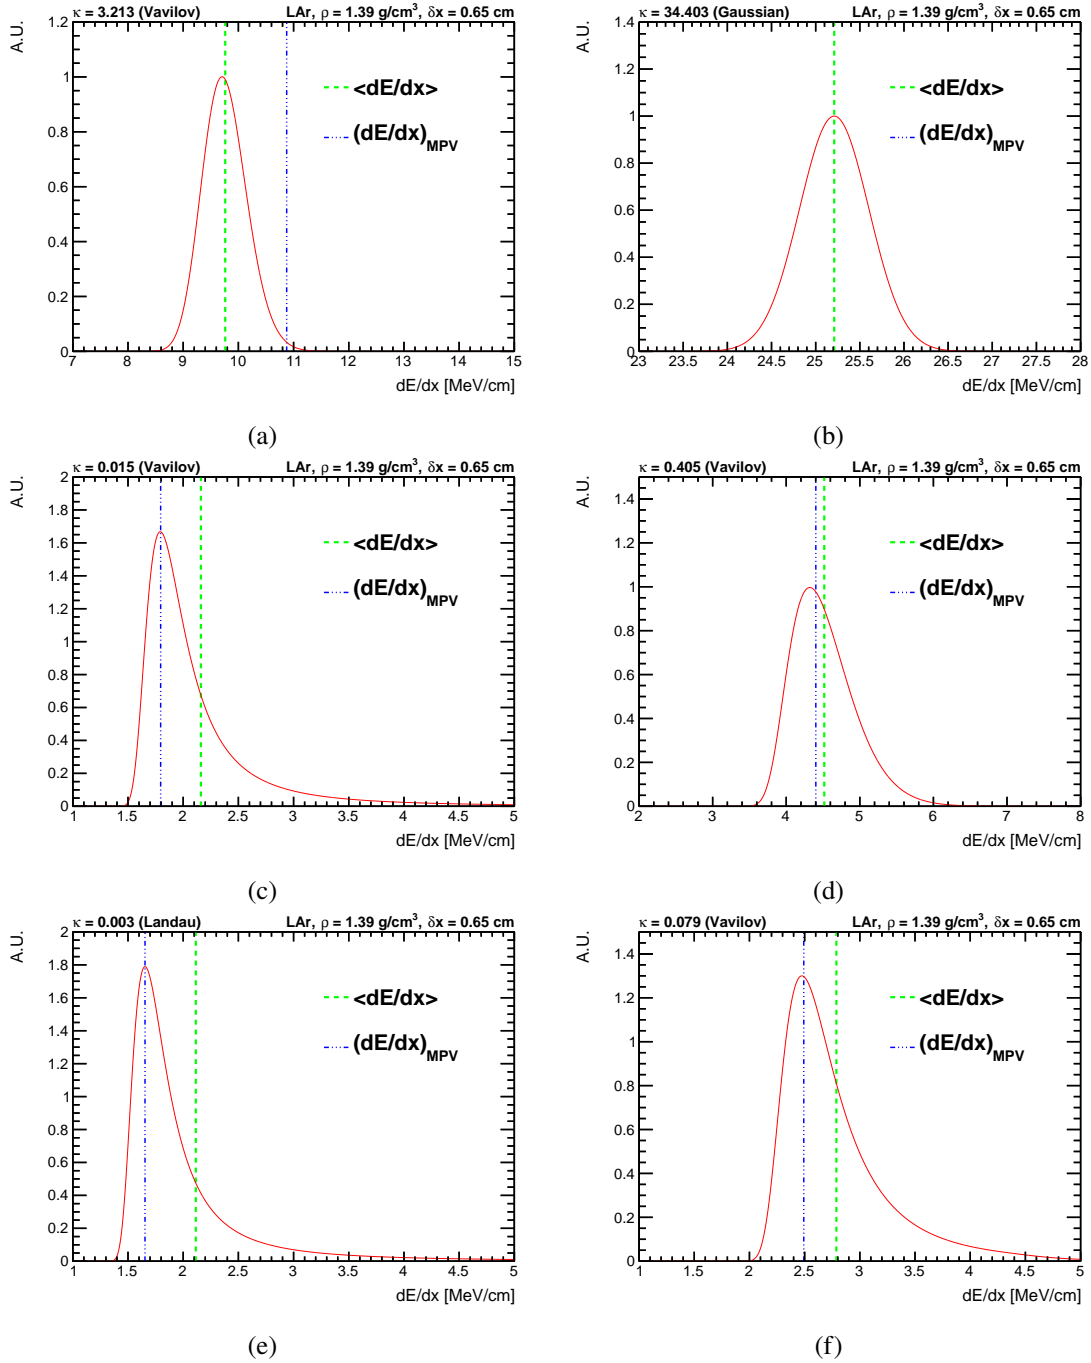 κ = 3.213 (Vavilov) LAr, ρ = 1.39 g/cm³, δx = 0.65 cm
A.U.
1.2
1
0.8
0.6
0.4
0.2
0
<dE/dx>
(dE/dx)MPV
7 8 9 10 11 12 13 14 15
dE/dx [MeV/cm]
(a)
κ = 34.403 (Gaussian) LAr, ρ = 1.39 g/cm³, δx = 0.65 cm
A.U.
1.4
1.2
1
0.8
0.6
0.4
0.2
0
<dE/dx>
(dE/dx)MPV
23 23.5 24 24.5 25 25.5 26 26.5 27 27.5 28
dE/dx [MeV/cm]
(b)
κ = 0.015 (Vavilov) LAr, ρ = 1.39 g/cm³, δx = 0.65 cm
A.U.
2
1.8
1.6
1.4
1.2
1
0.8
0.6
0.4
0.2
0
<dE/dx>
(dE/dx)MPV
1 1.5 2 2.5 3 3.5 4 4.5 5
dE/dx [MeV/cm]
(c)
κ = 0.405 (Vavilov) LAr, ρ = 1.39 g/cm³, δx = 0.65 cm
A.U.
1.4
1.2
1
0.8
0.6
0.4
0.2
0
<dE/dx>
(dE/dx)MPV
2 3 4 5 6 7 8
dE/dx [MeV/cm]
(d)
κ = 0.003 (Landau) LAr, ρ = 1.39 g/cm³, δx = 0.65 cm
A.U.
2
1.8
1.6
1.4
1.2
1
0.8
0.6
0.4
0.2
0
<dE/dx>
(dE/dx)MPV
1 1.5 2 2.5 3 3.5 4 4.5 5
dE/dx [MeV/cm]
(e)
κ = 0.079 (Vavilov) LAr, ρ = 1.39 g/cm³, δx = 0.65 cm
A.U.
1.4
1.2
1
0.8
0.6
0.4
0.2
0
<dE/dx>
(dE/dx)MPV
1 1.5 2 2.5 3 3.5 4 4.5 5
dE/dx [MeV/cm]
(f)